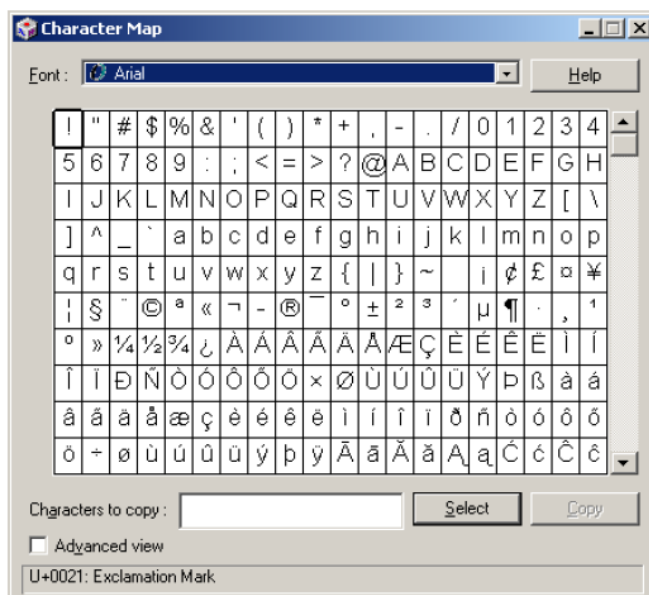 Character Map
Font : Arial Help
! " # $ % & ' ( ) * + , - . / 0 1 2 3 4
5 6 7 8 9 : ; < = > ? @ A B C D E F G H
I J K L M N O P Q R S T U V W X Y Z [ \
] ^ _ ` a b c d e f g h i j k l m n o p
q r s t u v w x y z { | } ~ ¡ ¢ £ ¤ ¥
¦ § ¨ © ª « ¬ - ® ¯ ° ± ² ³ ´ µ ¶ · ¸ ¹
º » ¼ ½ ¾ ¿ À Á Â Ã Ä Å Æ Ç È É Ê Ë Ì Í
Î Ï Ð Ñ Ò Ó Ô Õ Ö × Ø Ù Ú Û Ü Ý Þ ß à á
â ã ä å æ ç è é ê ë ì í î ï ð ñ ò ó ô õ
ö ÷ ø ù ú û ü ý þ ÿ Ā ā Ă ă Ą ą Ć ć Ĉ ĉ
Characters to copy : Select Copy
Advanced view
U+0021: Exclamation Mark